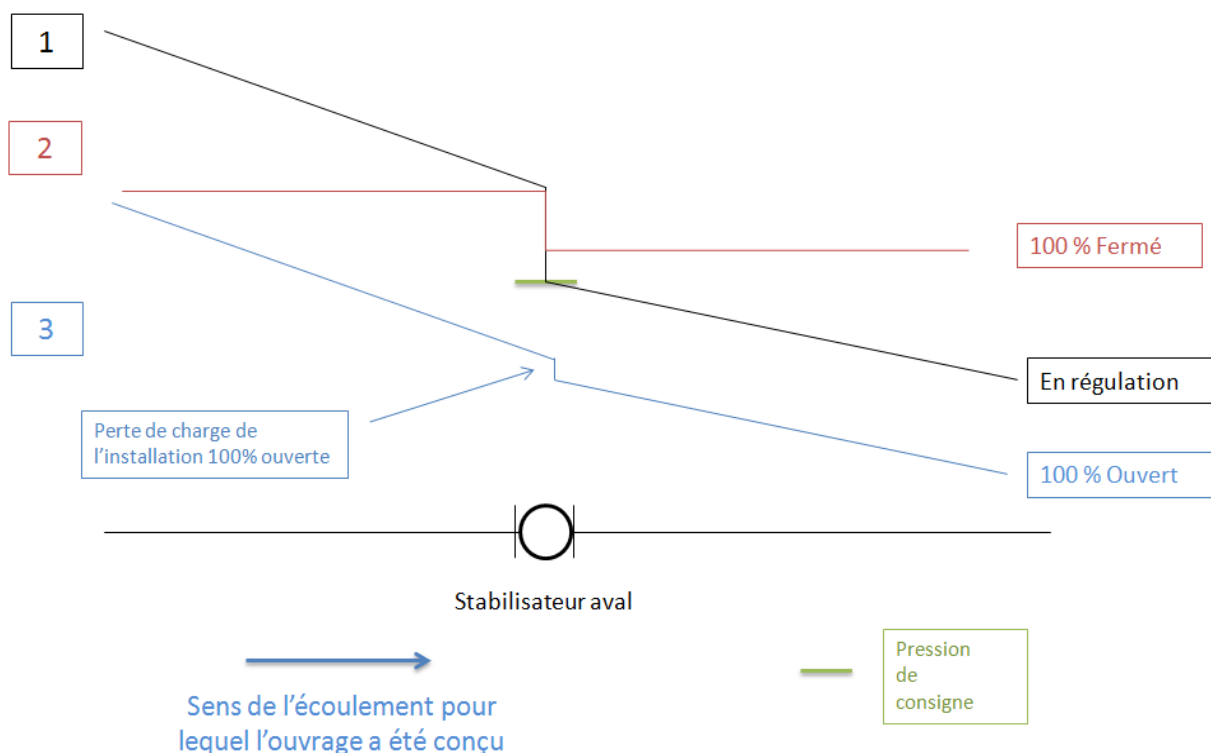 1
2
100 % Fermé
3
En régulation
Perte de charge de
l’installation 100% ouverte
100 % Ouvert
Stabilisateur aval
Pression
de
consigne
Sens de l’écoulement pour
lequel l’ouvrage a été conçu